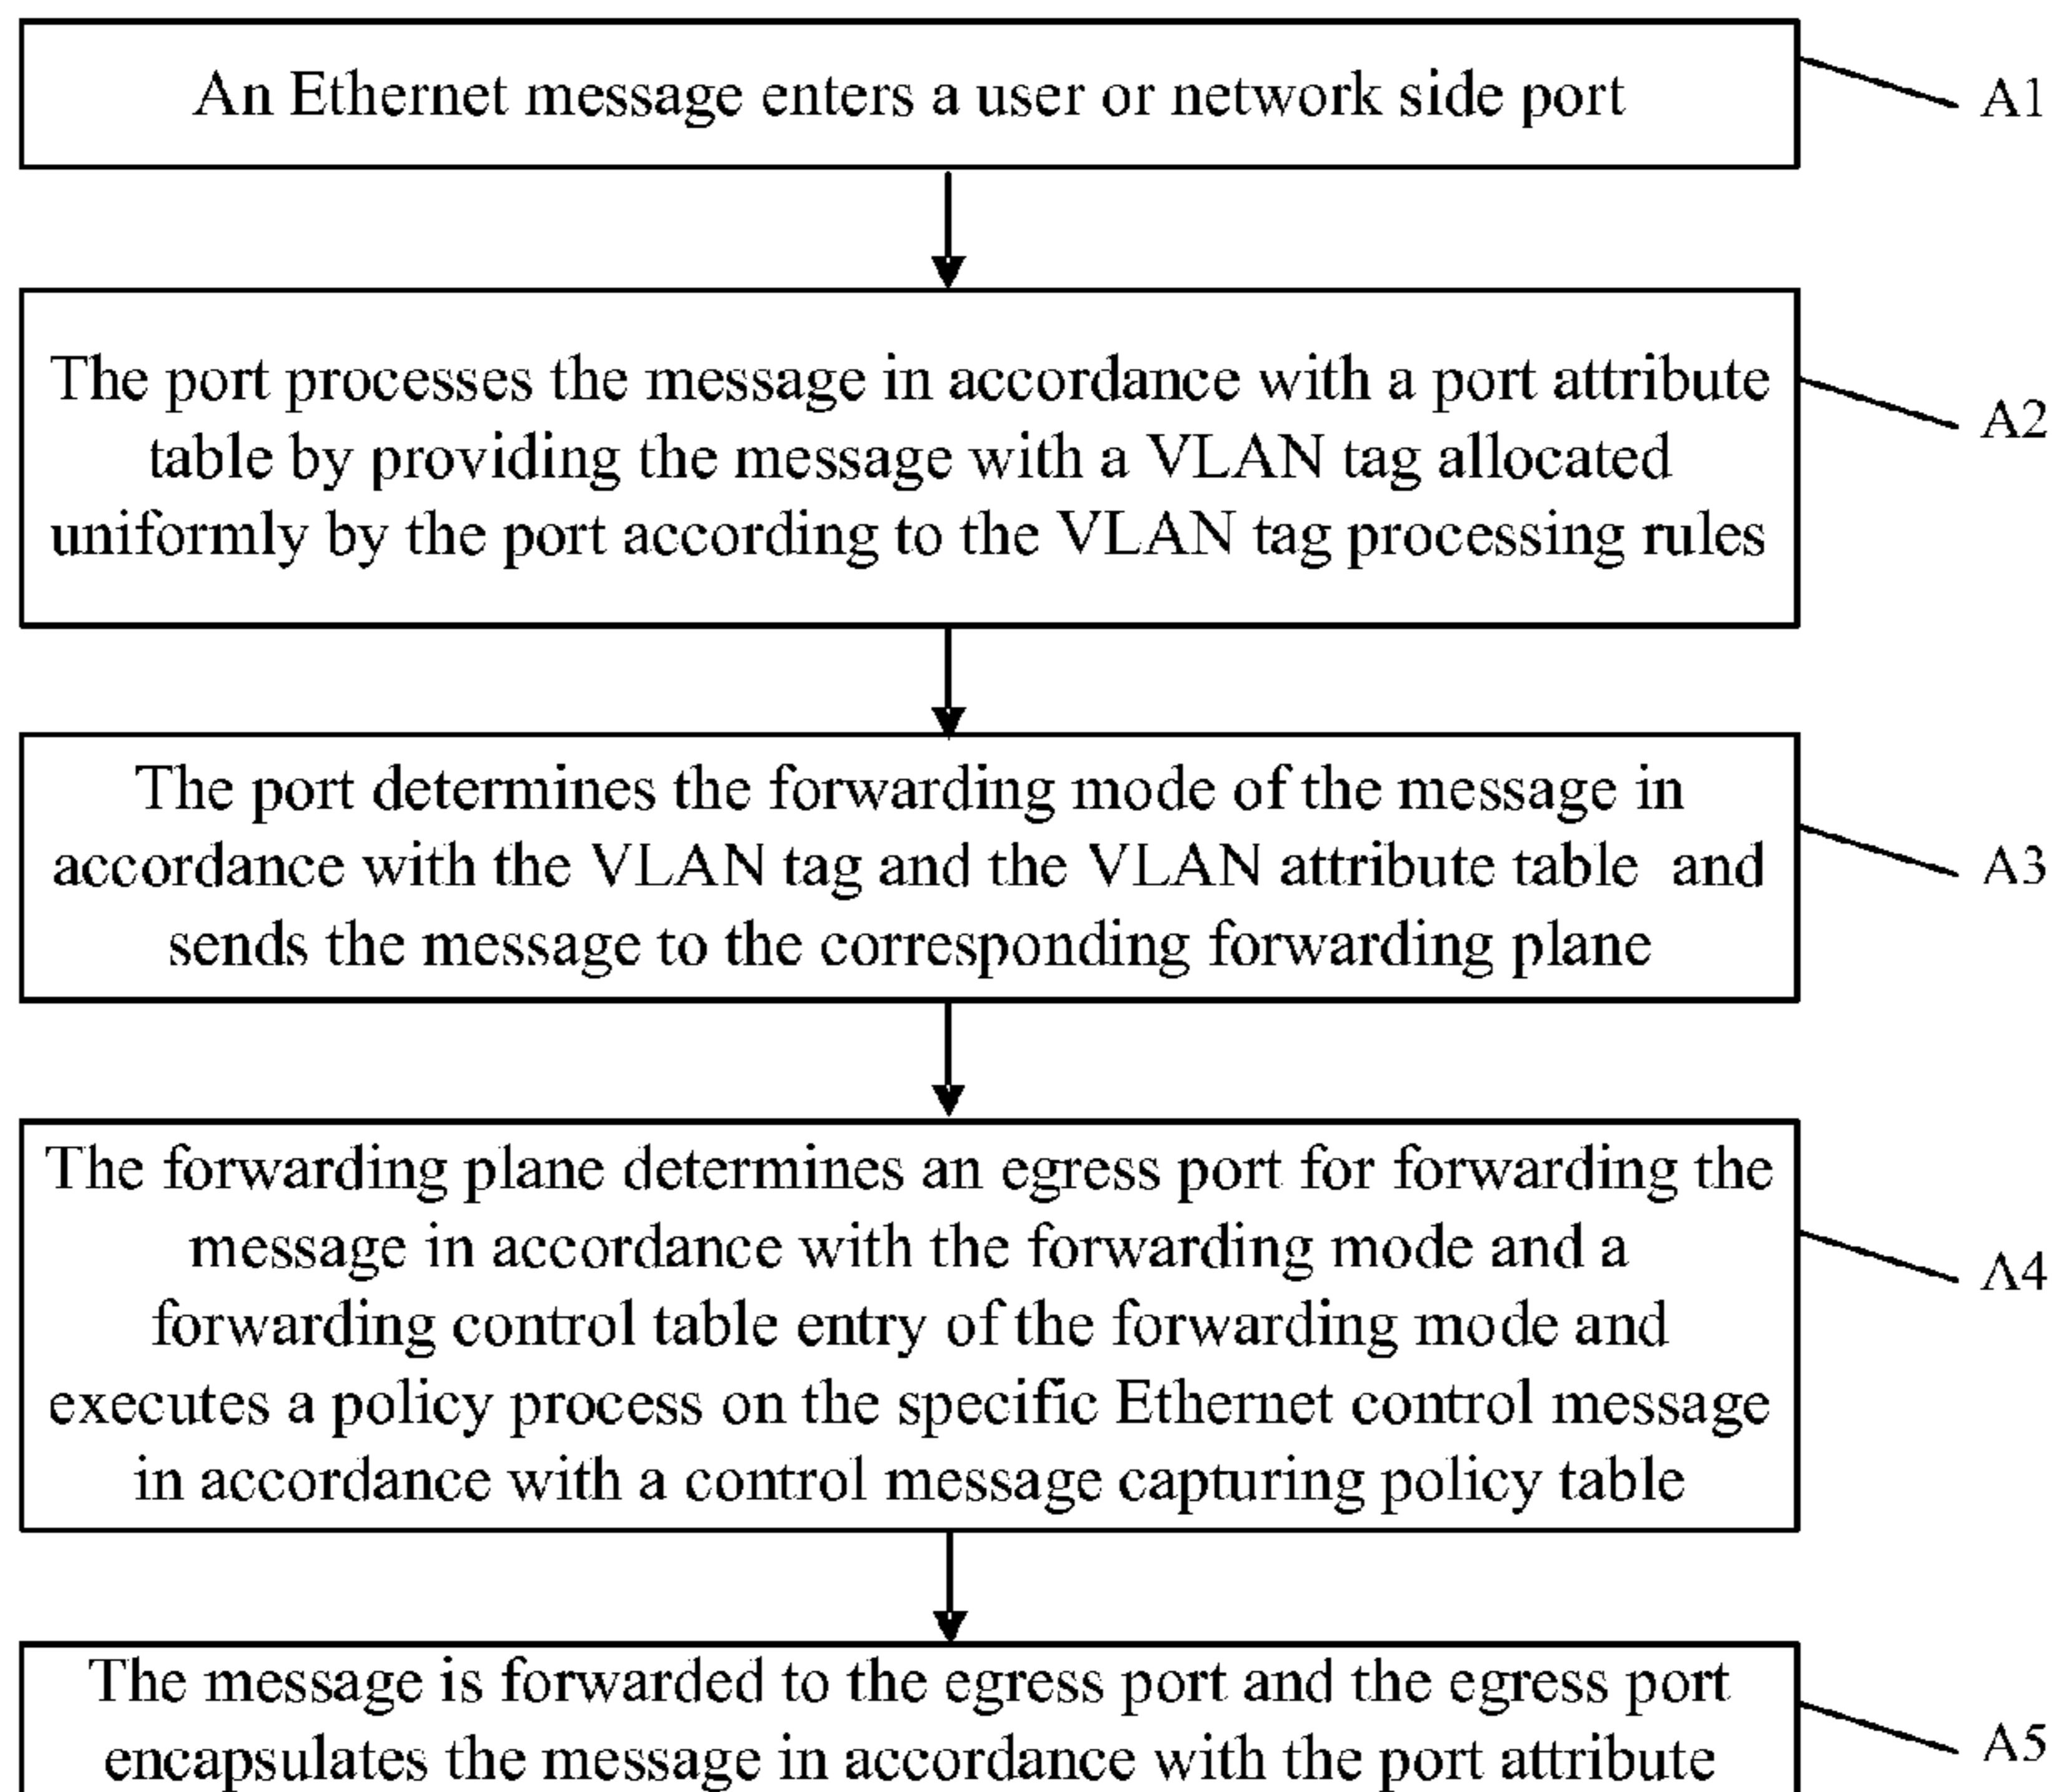 An Ethernet message enters a user or network side port
A1
The port processes the message in accordance with a port attribute
table by providing the message with a VLAN tag allocated
uniformly by the port according to the VLAN tag processing rules
A2
The port determines the forwarding mode of the message in
accordance with the VLAN tag and the VLAN attribute table and
sends the message to the corresponding forwarding plane
A3
The forwarding plane determines an egress port for forwarding the
message in accordance with the forwarding mode and a
forwarding control table entry of the forwarding mode and
executes a policy process on the specific Ethernet control message
in accordance with a control message capturing policy table
A4
The message is forwarded to the egress port and the egress port
encapsulates the message in accordance with the port attribute
A5